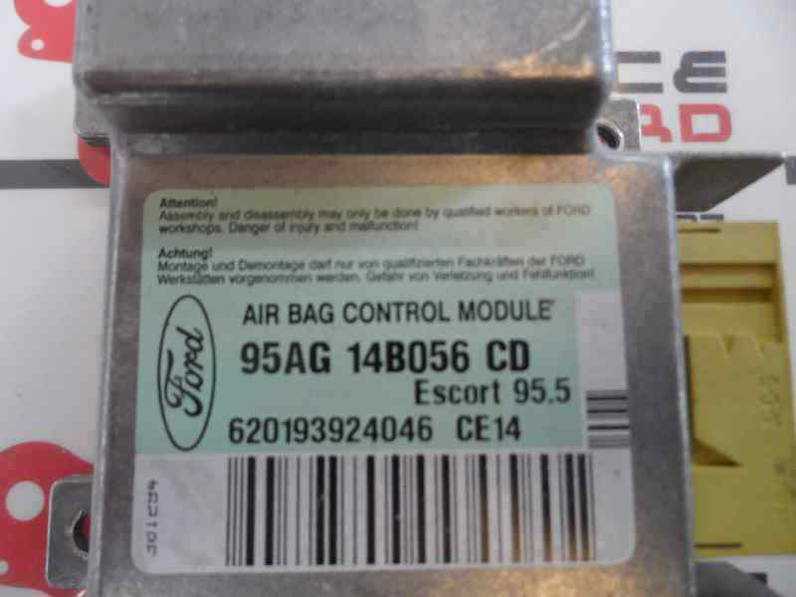 CE
RD
Attention!
Assembly and disassembly may only be done by qualified workers of FORD
workshops. Danger of injury and malfunction!
Achtung!
Montage und Demontage darf nur von qualifizierten Fachkräften der FORD
Werkstätten vorgenommen werden. Gefahr von Verletzung und Fehlfunktion!
Ford
AIR BAG CONTROL MODULE
95AG 14B056 CD
Escort 95.5
620193924046 CE14